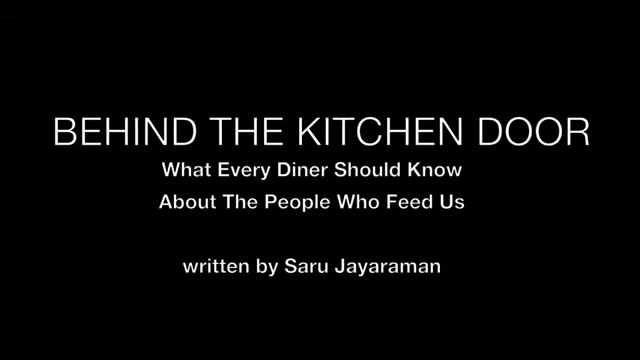 BEHIND THE KITCHEN DOOR
What Every Diner Should Know
About The People Who Feed Us
written by Saru Jayaraman